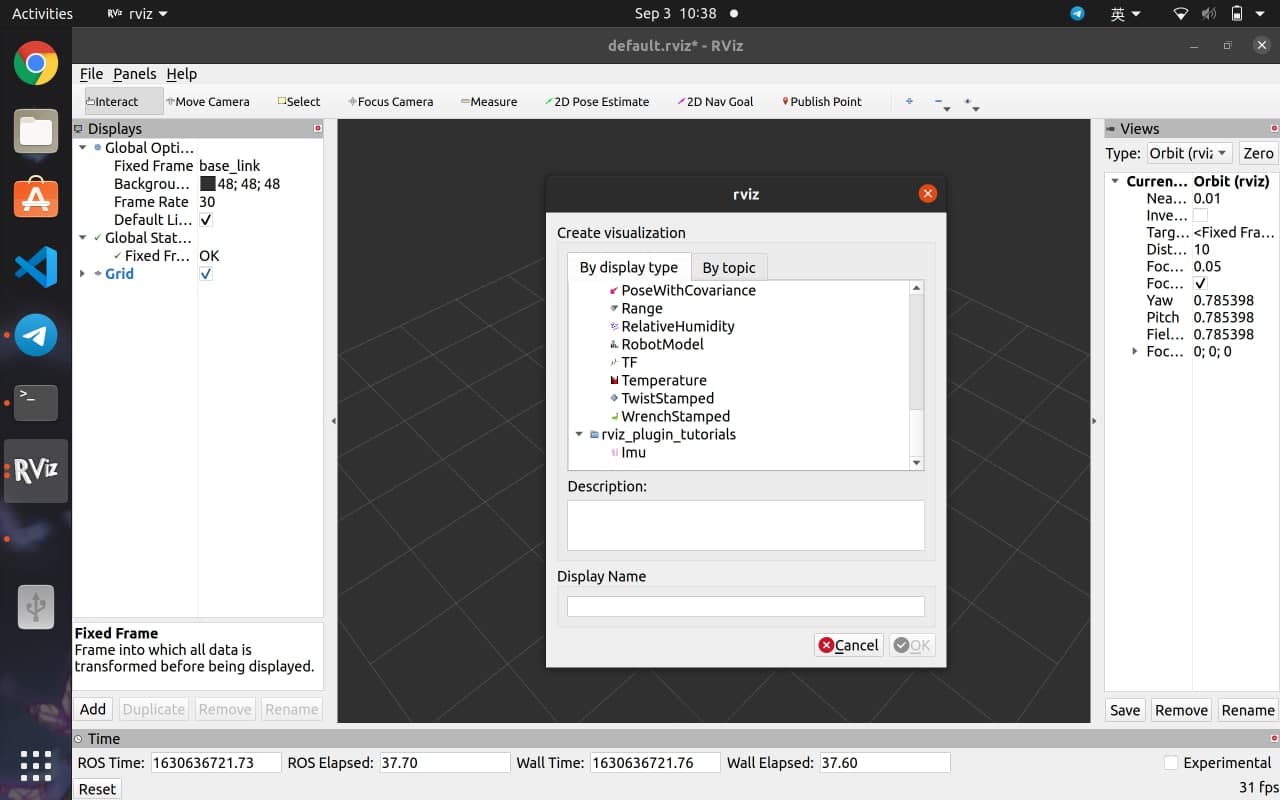 Activities
RViz rviz
Sep 3 10:38
英
default.rviz* - RViz
File Panels Help
Interact Move Camera Select Focus Camera Measure 2D Pose Estimate 2D Nav Goal Publish Point
Displays
Global Opti...
Fixed Frame base_link
Backgrou... 48; 48; 48
Frame Rate 30
Default Li...
Global Stat...
Fixed Fr... OK
Grid
Fixed Frame
Frame into which all data is
transformed before being displayed.
Add Duplicate Remove Rename
RViz
rviz
Create visualization
By display type By topic
PoseWithCovariance
Range
RelativeHumidity
RobotModel
TF
Temperature
TwistStamped
WrenchStamped
rviz_plugin_tutorials
Imu
Description:
Display Name
Cancel OK
Views
Type: Orbit (rviz Zero
Curren... Orbit (rviz)
Nea... 0.01
Inve...
Targ... <Fixed Fra...
Dist... 10
Foc... 0.05
Foc...
Yaw 0.785398
Pitch 0.785398
Fiel... 0.785398
Foc... 0; 0; 0
Save Remove Rename
Time
ROS Time: 1630636721.73 ROS Elapsed: 37.70 Wall Time: 1630636721.76 Wall Elapsed: 37.60 Experimental
Reset 31 fps